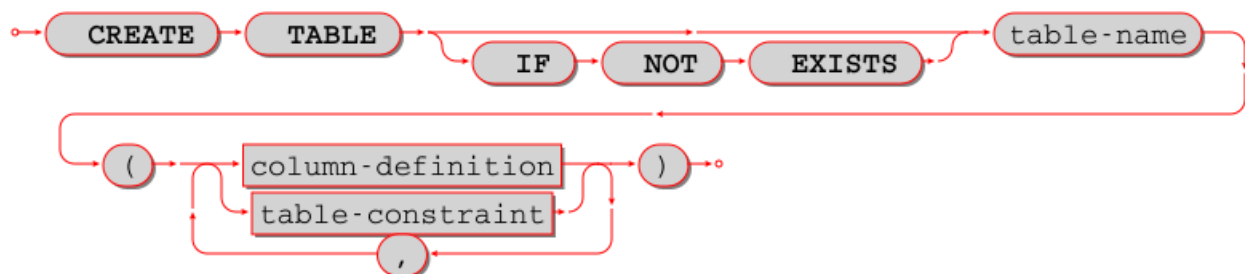 CREATE TABLE table-name
IF NOT EXISTS
( column-definition )
table-constraint
,